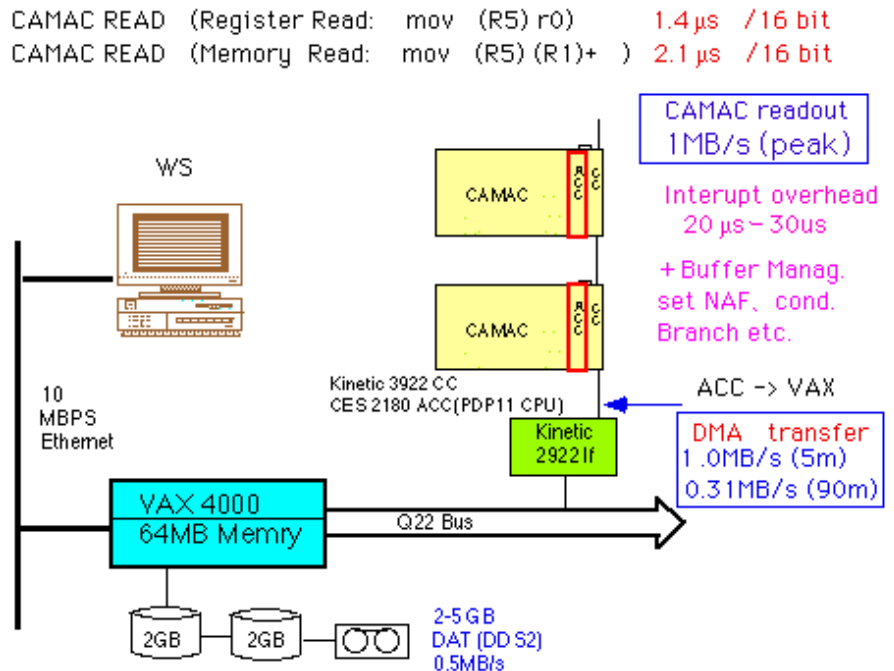 CAMAC READ (Register Read: mov (R5) r0) 1.4 µs / 16 bit
CAMAC READ (Memory Read: mov (R5) (R1)+ ) 2.1 µs / 16 bit
CAMAC readout
1MB/s (peak)
WS
CAMAC
ACC
CC
Interupt overhead
20 µs~30us
+Buffer Manag.
set NAF、cond.
Branch etc.
CAMAC
ACC
CC
Kinetic 3922 CC
CES 2180 ACC(PDP11 CPU)
ACC -> VAX
10
MBPS
Ethernet
Kinetic
2922 If
DMA transfer
1.0MB/s (5m)
0.31MB/s (90m)
VAX 4000
64MB Memry
Q22 Bus
2GB
2GB
2-5 GB
DAT (DD S2)
0.5MB/s